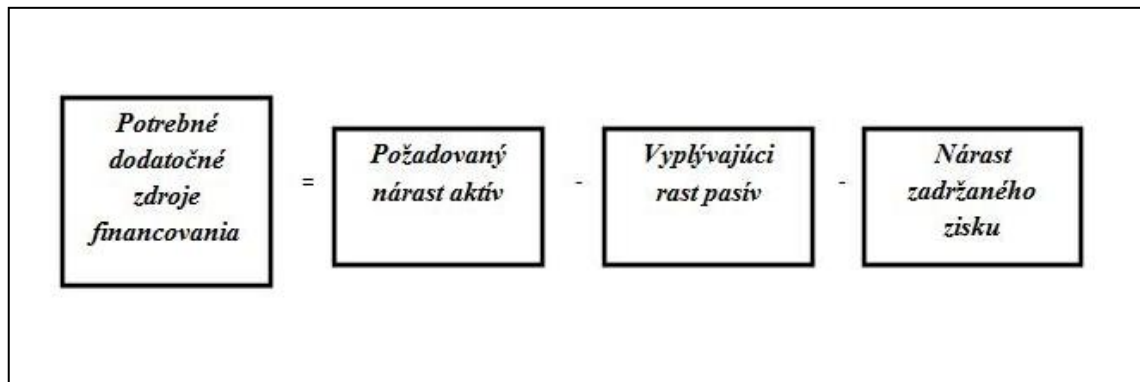 Potrebné
dodatočné
zdroje
financovania
=
Požadovaný
nárast aktív
-
Vyplývajúci
rast pasív
-
Nárast
zadržaného
zisku